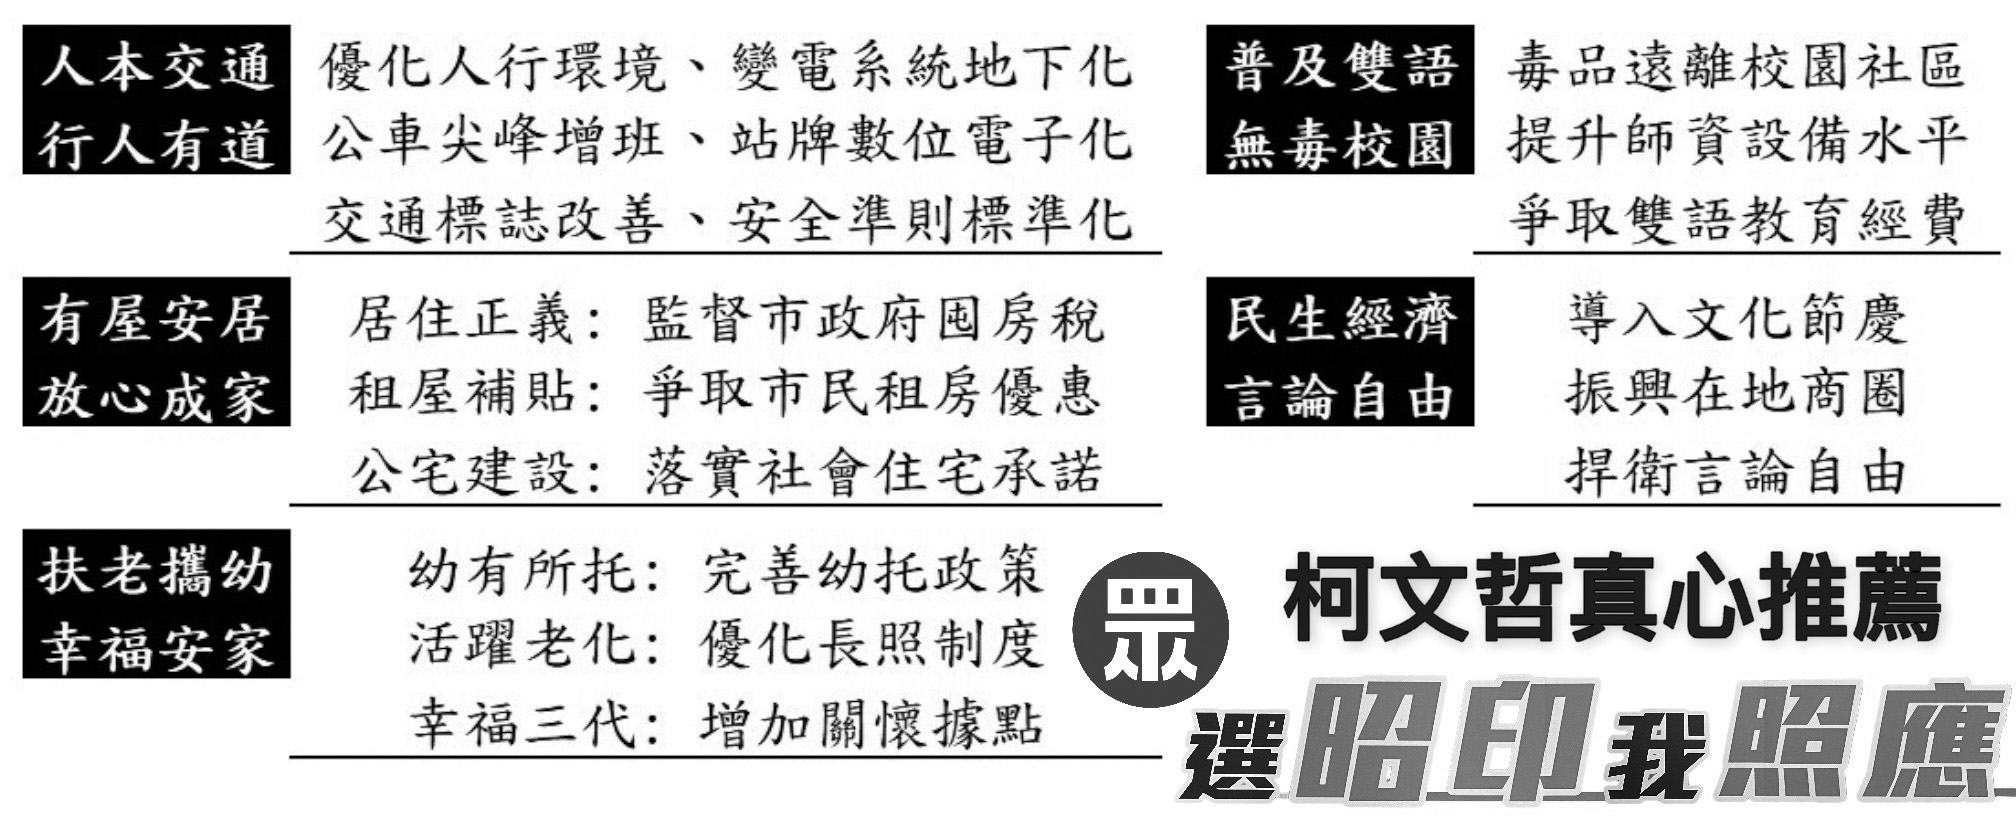 人本交通
行人有道
優化人行環境、變電系統地下化
公車尖峰增班、站牌數位電子化
交通標誌改善、安全準則標準化
有屋安居
放心成家
居住正義：監督市政府囤房稅
租屋補貼：爭取市民租房優惠
公宅建設：落實社會住宅承諾
扶老攜幼
幸福安家
幼有所托：完善幼托政策
活躍老化：優化長照制度
幸福三代：增加關懷據點
普及雙語
無毒校園
毒品遠離校園社區
提升師資設備水平
爭取雙語教育經費
民生經濟
言論自由
導入文化節慶
振興在地商圈
捍衛言論自由
眾
柯文哲真心推薦
選昭印我照應